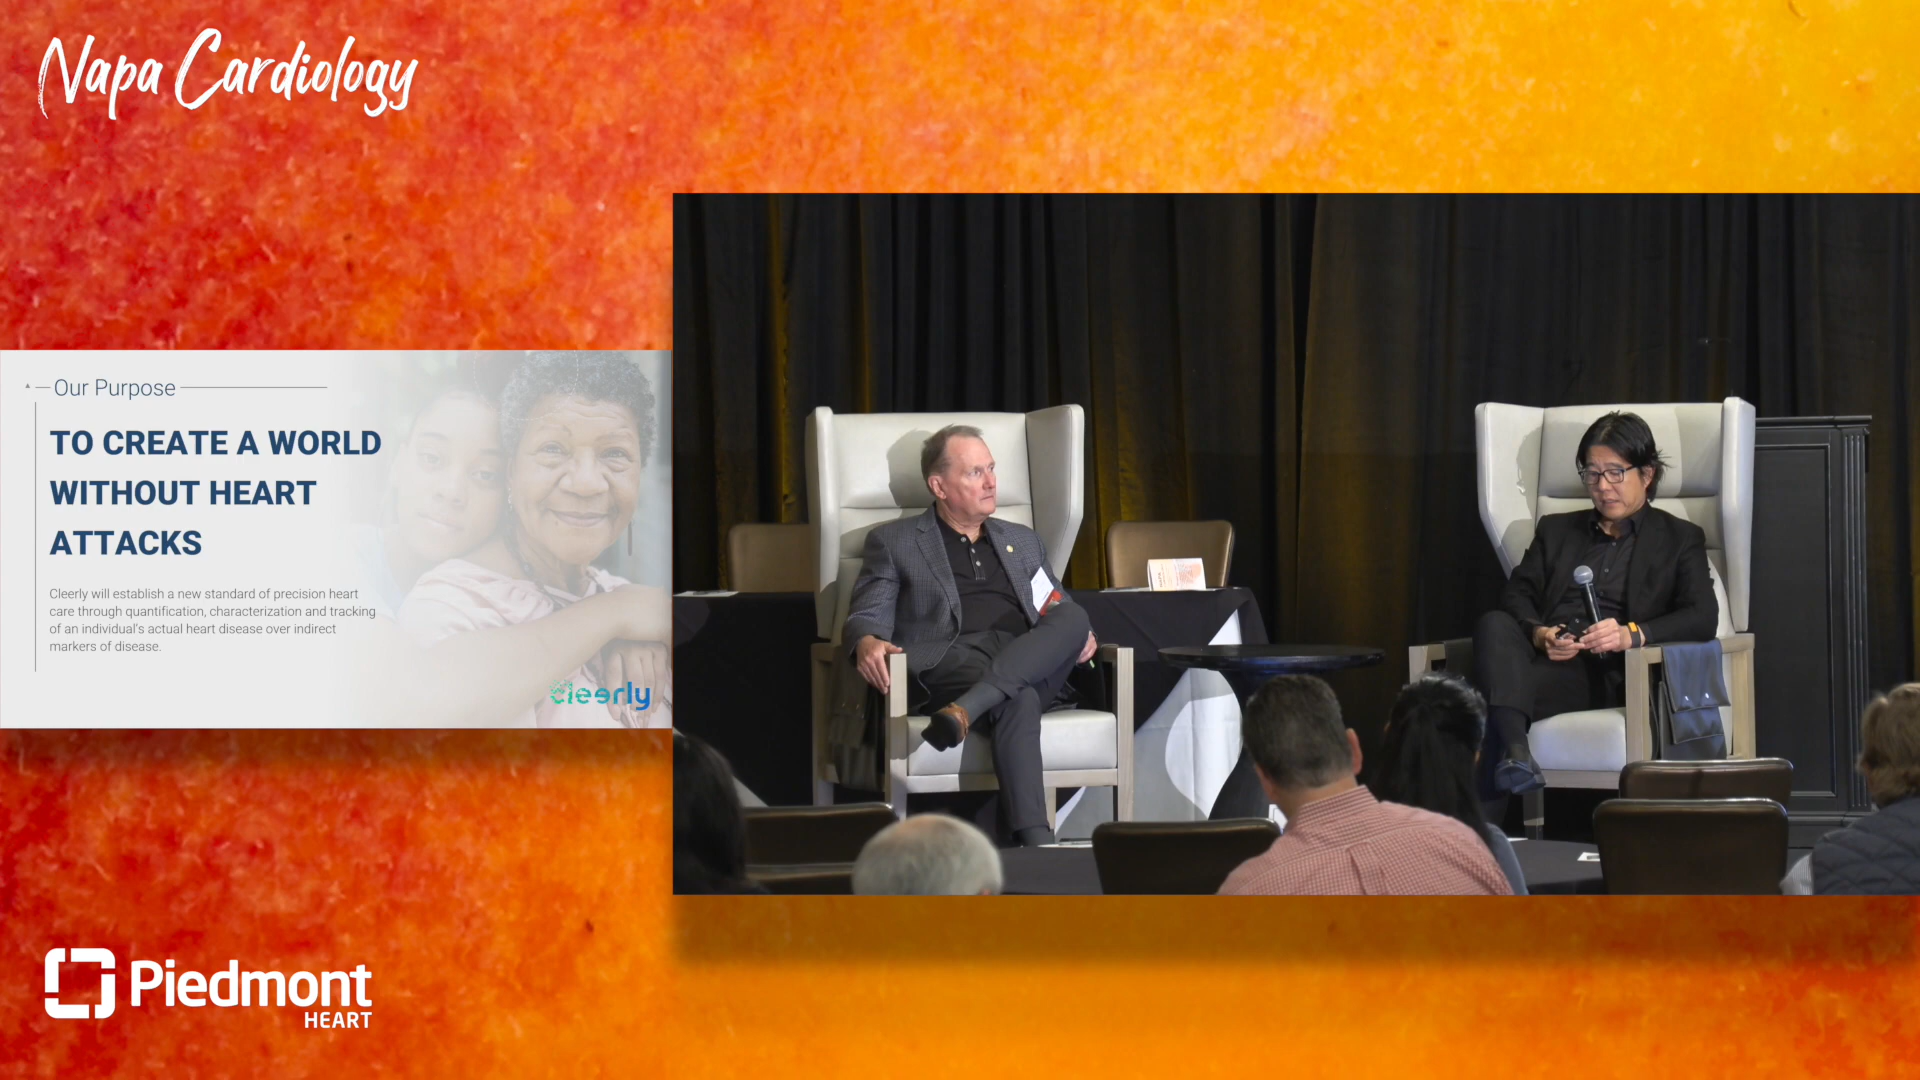 Napa Cardiology
Our Purpose
TO CREATE A WORLD
WITHOUT HEART
ATTACKS
Cleerly will establish a new standard of precision heart
care through quantification, characterization and tracking
of an individual's actual heart disease over indirect
markers of disease.
cleerly
Piedmont
HEART